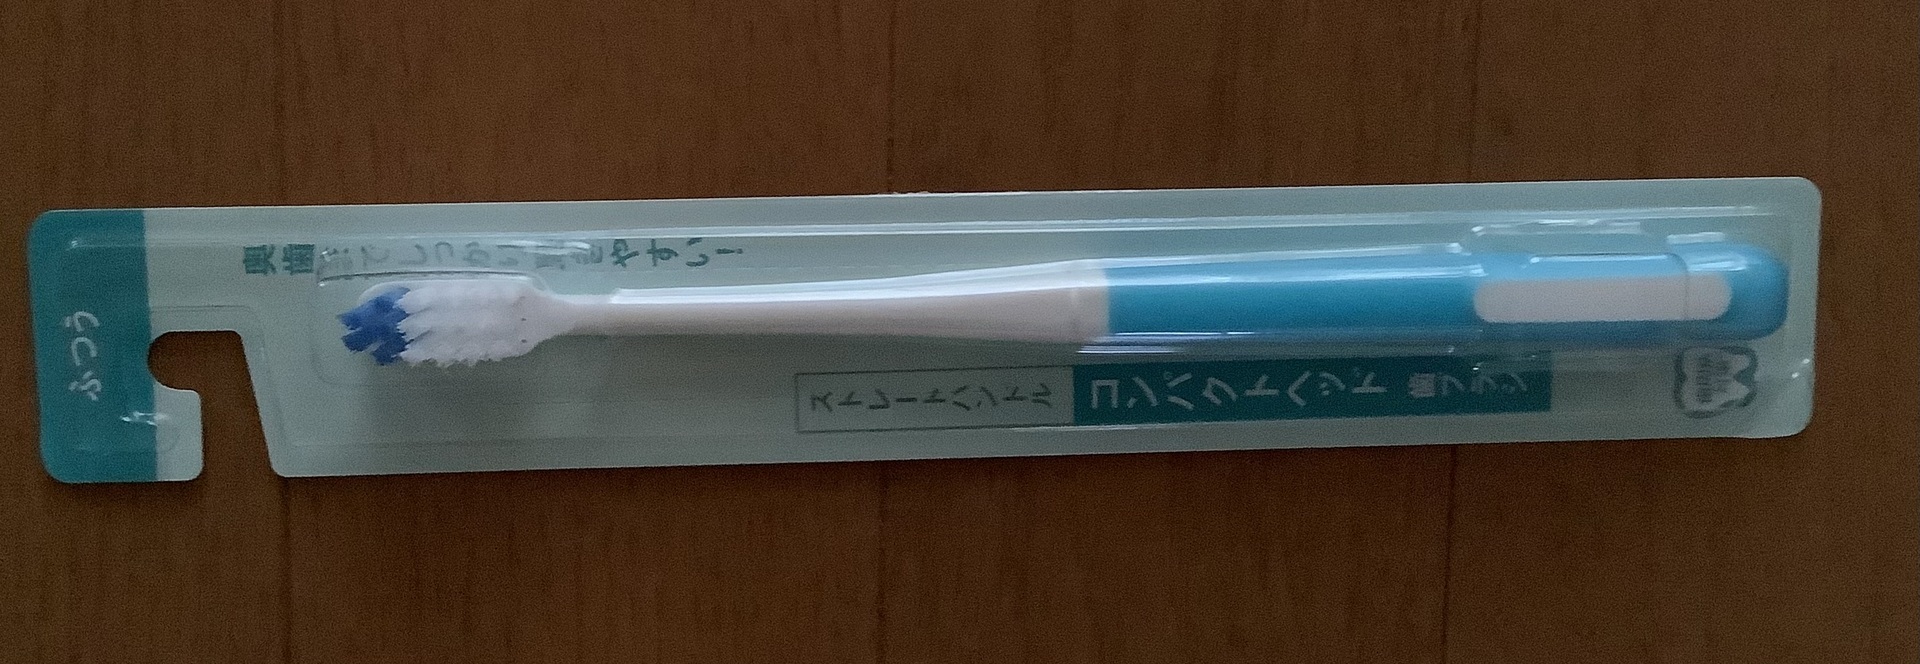 ふつう
奥歯まてしっかり磨きやすい!
ストレートハンドル
コンパクトヘッド 歯ブラシ